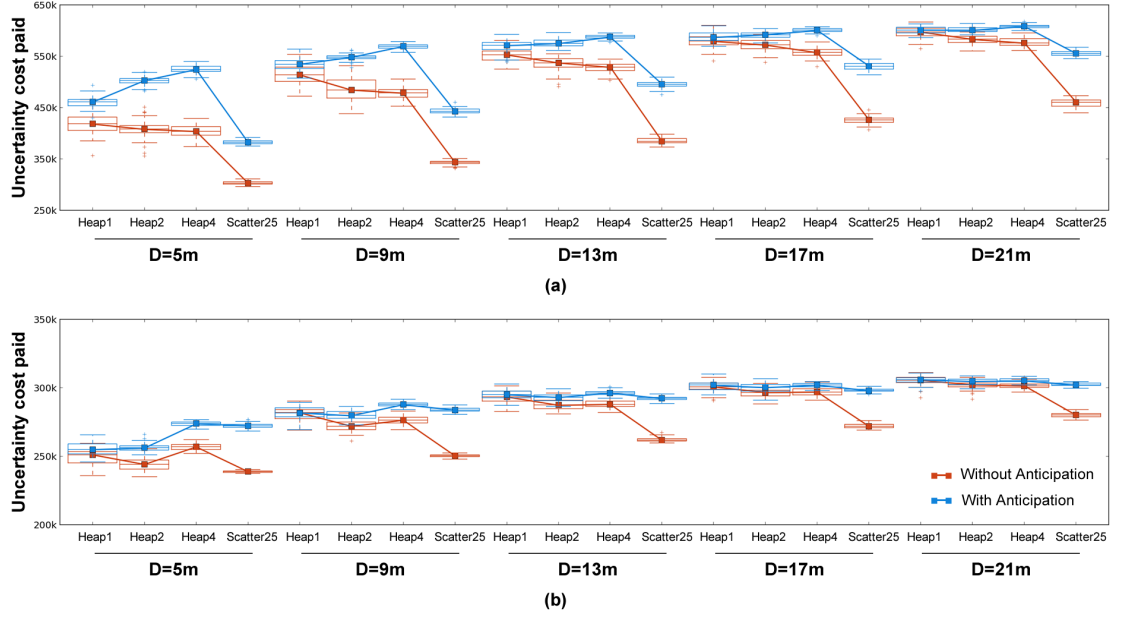 650k
550k
450k
350k
250k
Uncertainty cost paid
Heap1 Heap2 Heap4 Scatter25 Heap1 Heap2 Heap4 Scatter25 Heap1 Heap2 Heap4 Scatter25 Heap1 Heap2 Heap4 Scatter25 Heap1 Heap2 Heap4 Scatter25
D=5m D=9m D=13m D=17m D=21m
(a)
350k
300k
250k
200k
Uncertainty cost paid
Without Anticipation
With Anticipation
Heap1 Heap2 Heap4 Scatter25 Heap1 Heap2 Heap4 Scatter25 Heap1 Heap2 Heap4 Scatter25 Heap1 Heap2 Heap4 Scatter25 Heap1 Heap2 Heap4 Scatter25
D=5m D=9m D=13m D=17m D=21m
(b)